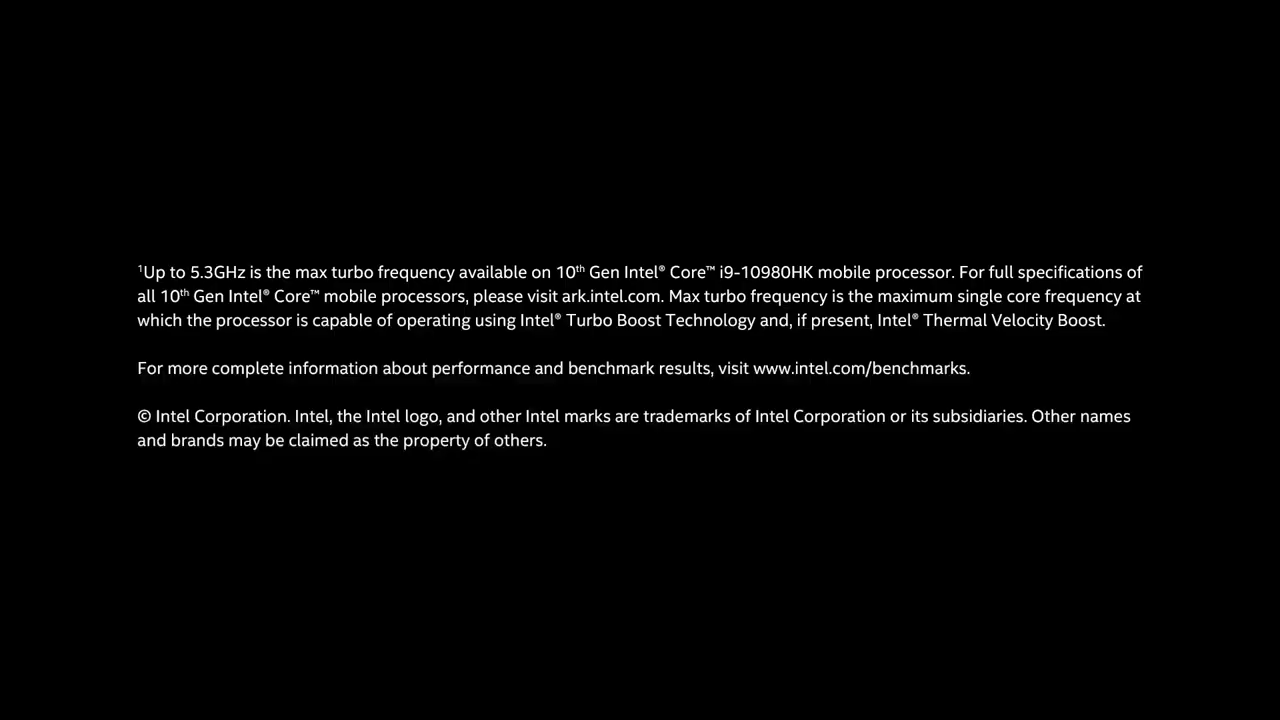 ¹Up to 5.3GHz is the max turbo frequency available on 10th Gen Intel® Core™ i9-10980HK mobile processor. For full specifications of
all 10th Gen Intel® Core™ mobile processors, please visit ark.intel.com. Max turbo frequency is the maximum single core frequency at
which the processor is capable of operating using Intel® Turbo Boost Technology and, if present, Intel® Thermal Velocity Boost.
For more complete information about performance and benchmark results, visit www.intel.com/benchmarks.
© Intel Corporation. Intel, the Intel logo, and other Intel marks are trademarks of Intel Corporation or its subsidiaries. Other names
and brands may be claimed as the property of others.